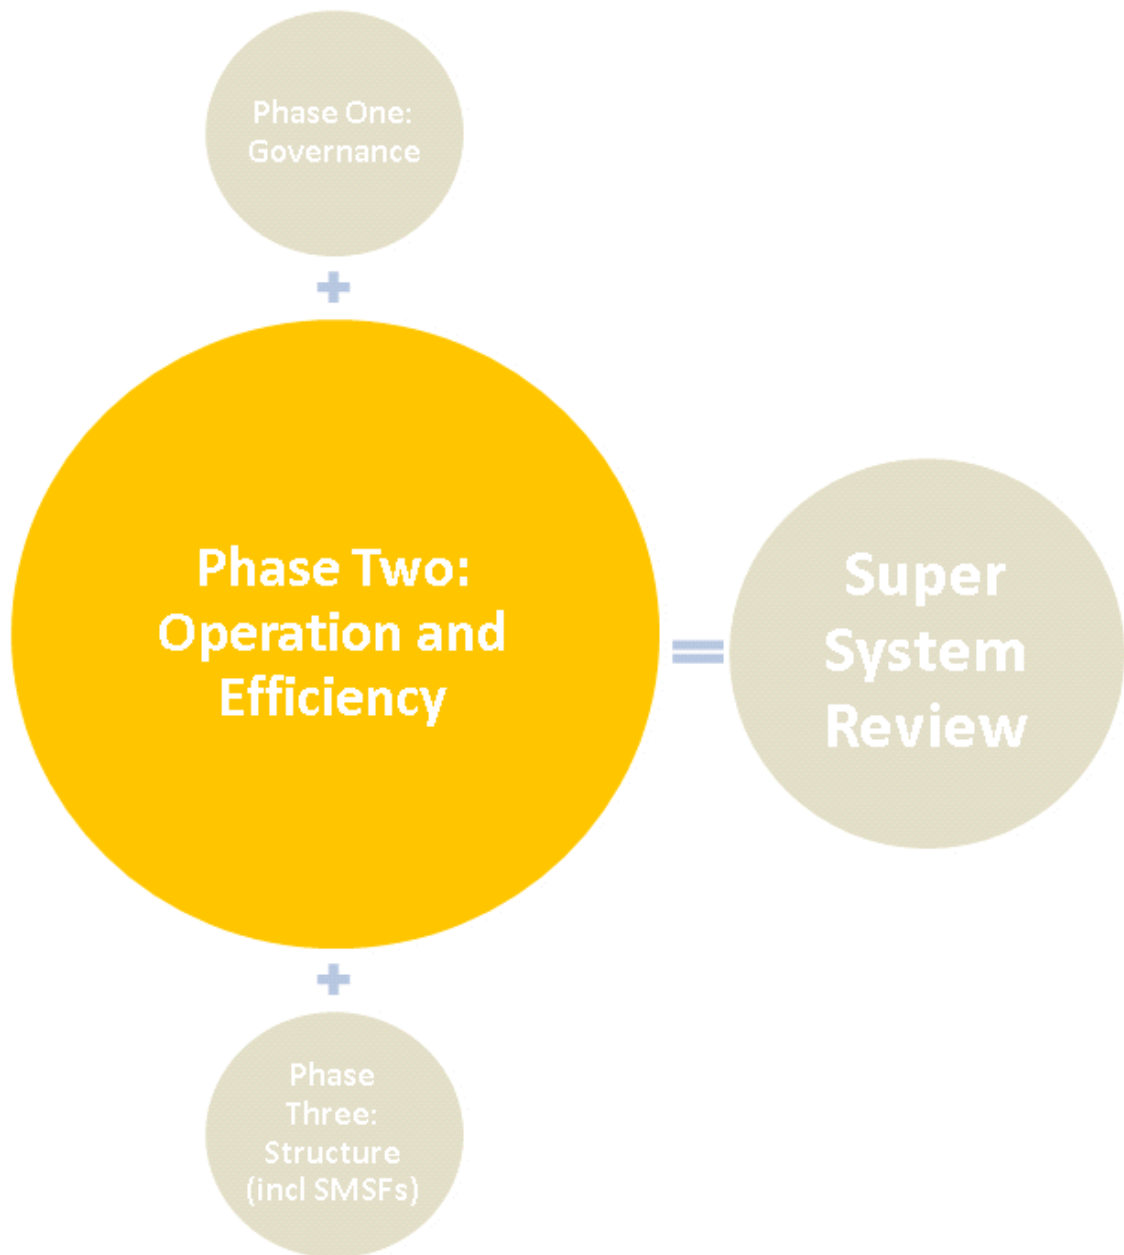 Phase One:
Governance
+
Phase Two:
Operation and
Efficiency
=
Super
System
Review
+
Phase
Three:
Structure
(incl SMSFs)